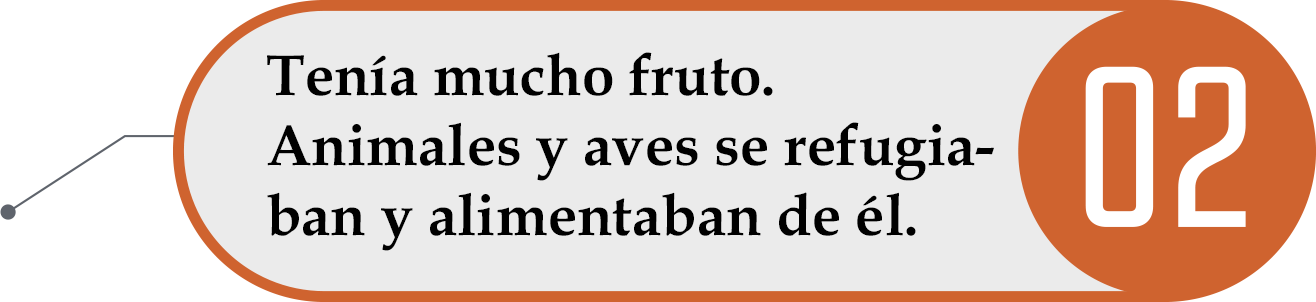 Tenía mucho fruto.
Animales y aves se refugia-
ban y alimentaban de él.
02